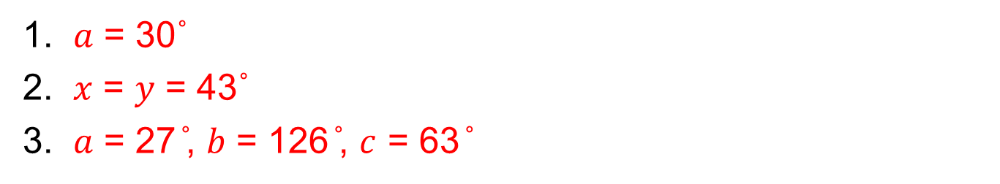 1. a = 30°
2. x = y = 43°
3. a = 27°, b = 126°, c = 63°